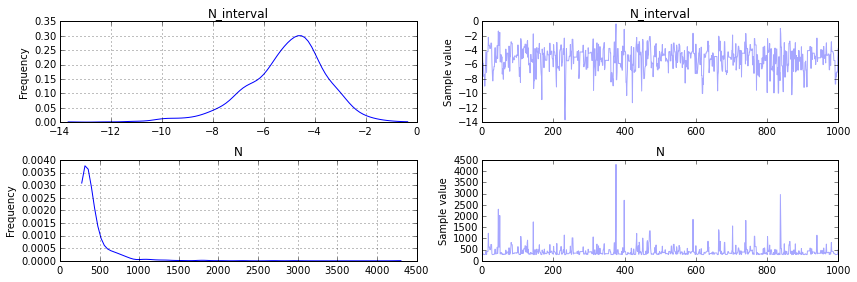 N_interval
Frequency
0.35
0.30
0.25
0.20
0.15
0.10
0.05
0.00
−14 −12 −10 −8 −6 −4 −2 0
N_interval
Sample value
0
−2
−4
−6
−8
−10
−12
−14
0 200 400 600 800 1000
N
Frequency
0.0040
0.0035
0.0030
0.0025
0.0020
0.0015
0.0010
0.0005
0.0000
0 500 1000 1500 2000 2500 3000 3500 4000 4500
N
Sample value
4500
4000
3500
3000
2500
2000
1500
1000
500
0
0 200 400 600 800 1000